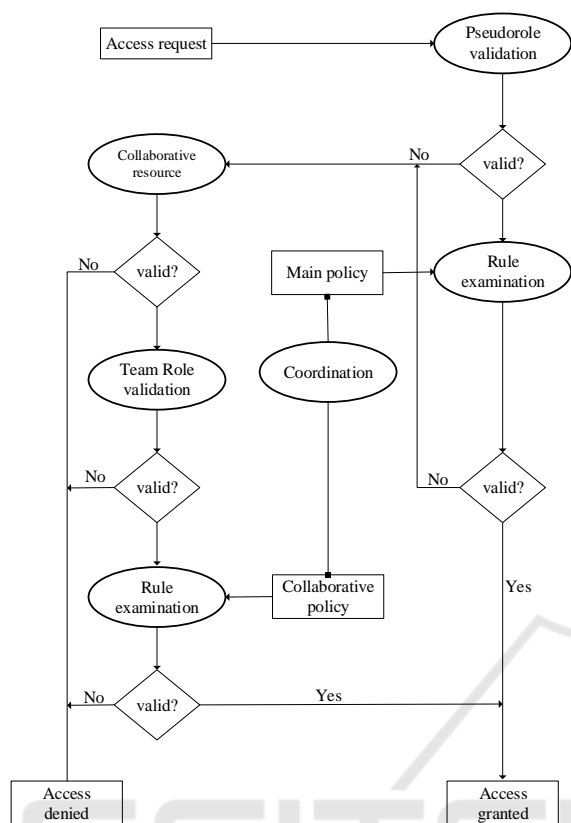 Access request
Pseudorole
validation
valid?
No
Collaborative
resource
valid?
No
Main policy
Rule
examination
Team Role
validation
Coordination
valid?
No
valid?
No
Rule
examination
Collaborative
policy
Yes
valid?
No
Yes
Access
denied
Access
granted